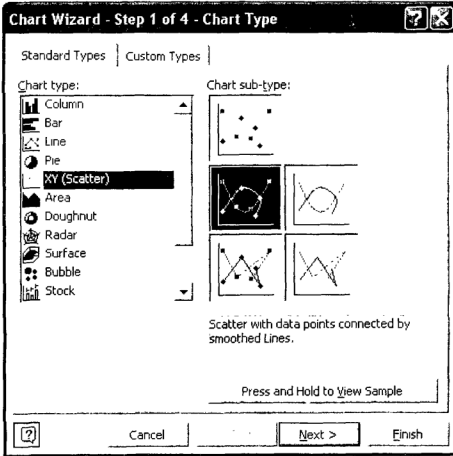 Chart Wizard - Step 1 of 4 - Chart Type
Standard Types
Custom Types
Chart type:
Column
Bar
Line
Pie
XY (Scatter)
Area
Doughnut
Radar
Surface
Bubble
Stock
Chart sub-type:
Scatter with data points connected by
smoothed Lines.
Press and Hold to View Sample
Cancel
Next >
Finish